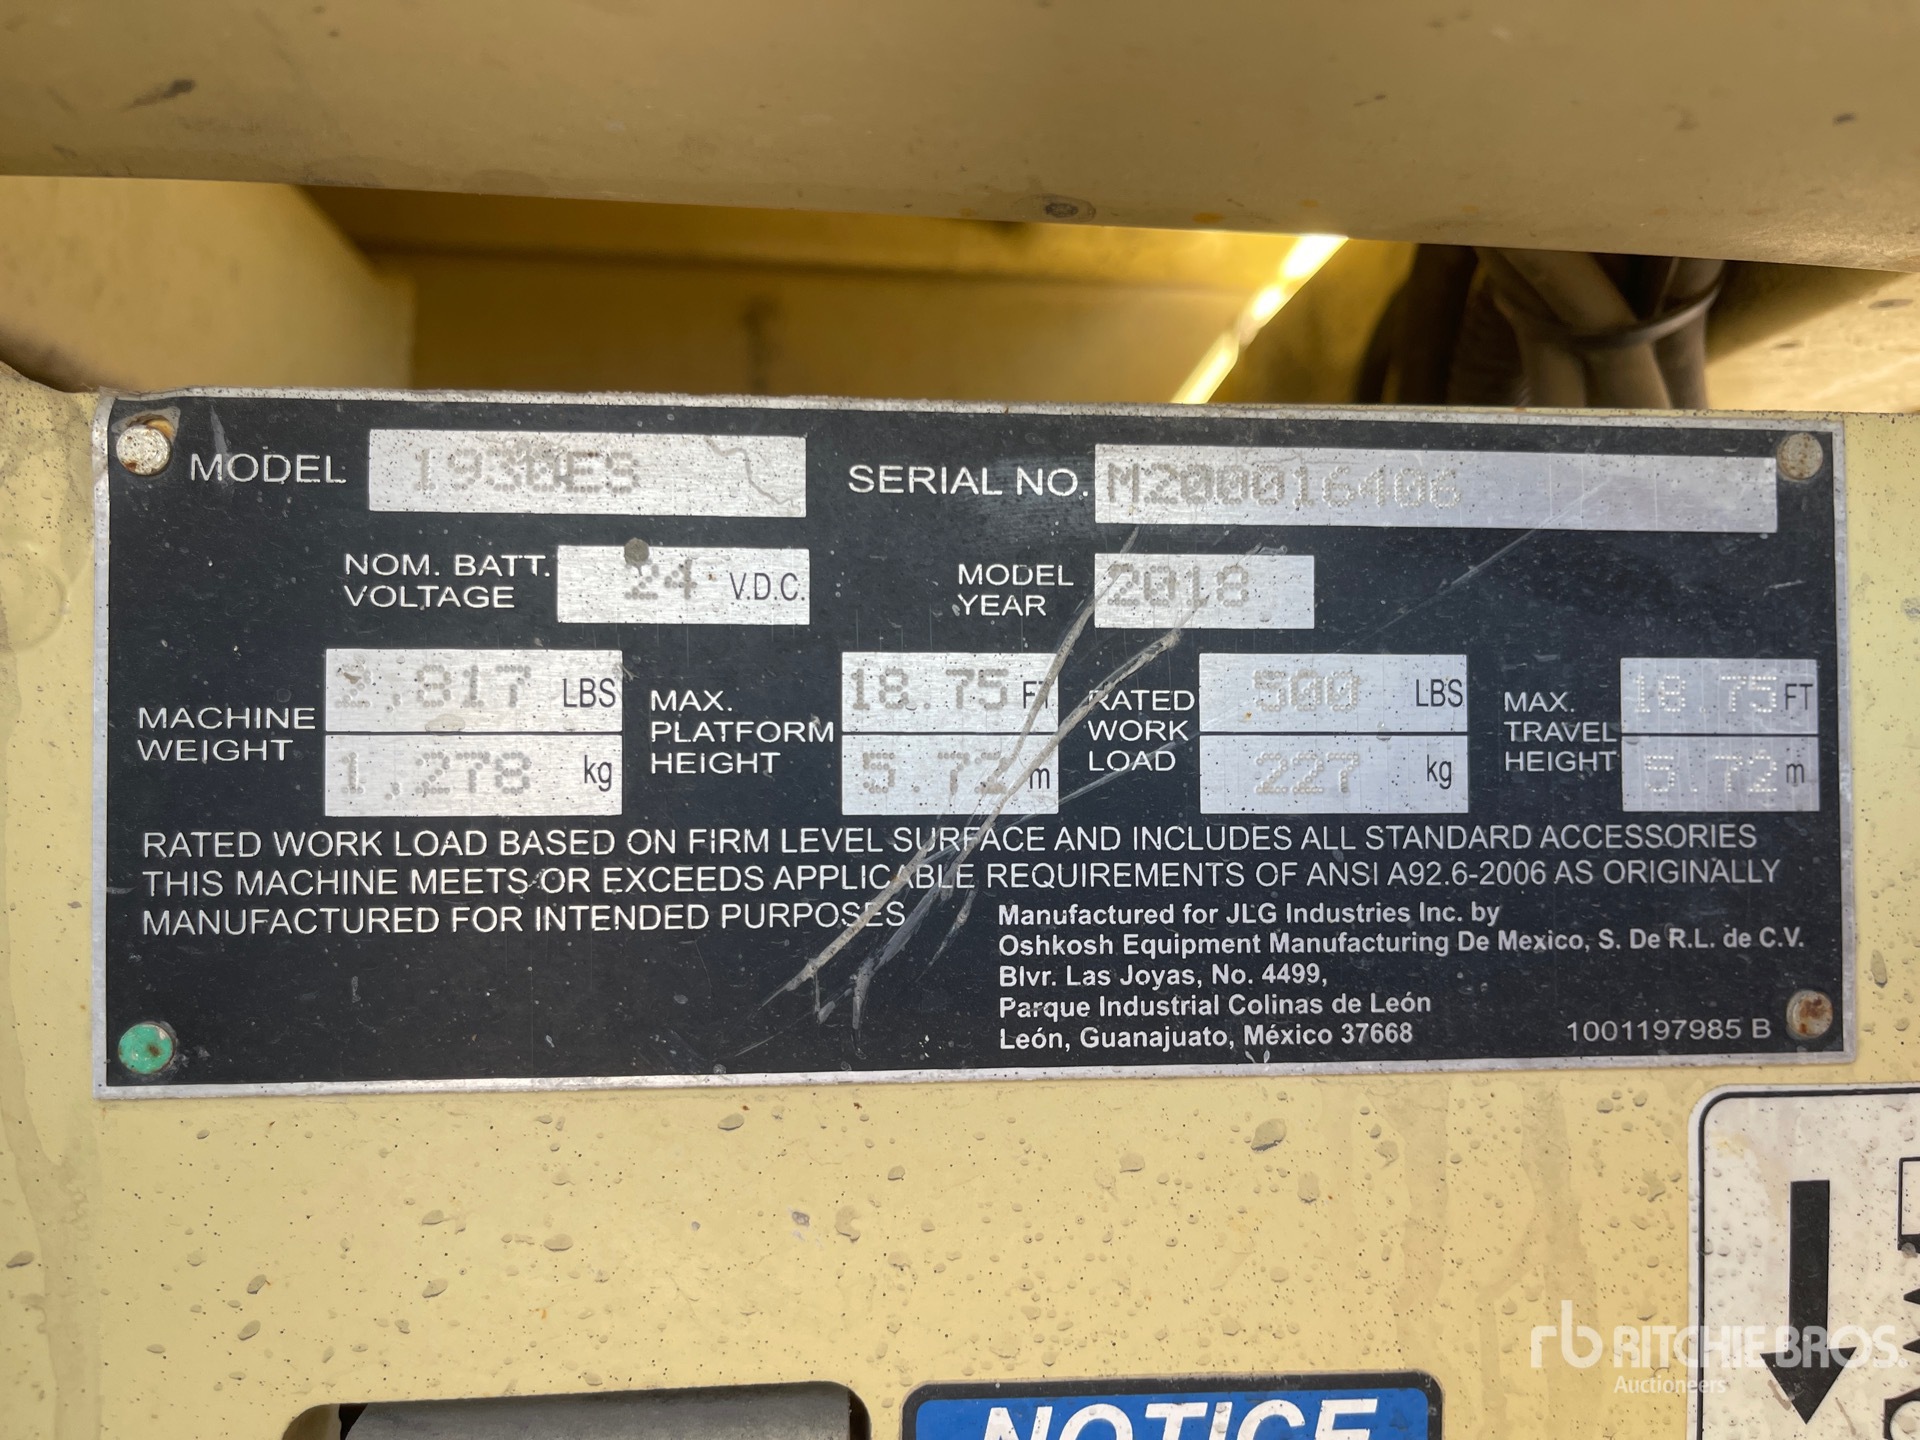 MODEL 1930ES SERIAL NO. M200016406
NOM. BATT. VOLTAGE 24 V.D.C. MODEL YEAR 2018
MACHINE WEIGHT 2,817 LBS 1,278 kg
MAX. PLATFORM HEIGHT 18.75 FT 5.72 m
RATED WORK LOAD 500 LBS 227 kg
MAX. TRAVEL HEIGHT 18.75 FT 5.72 m
RATED WORK LOAD BASED ON FIRM LEVEL SURFACE AND INCLUDES ALL STANDARD ACCESSORIES
THIS MACHINE MEETS OR EXCEEDS APPLICABLE REQUIREMENTS OF ANSI A92.6-2006 AS ORIGINALLY
MANUFACTURED FOR INTENDED PURPOSES
Manufactured for JLG Industries Inc. by
Oshkosh Equipment Manufacturing De Mexico, S. De R.L. de C.V.
Blvr. Las Joyas, No. 4499,
Parque Industrial Colinas de León
León, Guanajuato, México 37668
1001197985 B
NOTICE
rb RITCHIE BROS.
Auctioneers